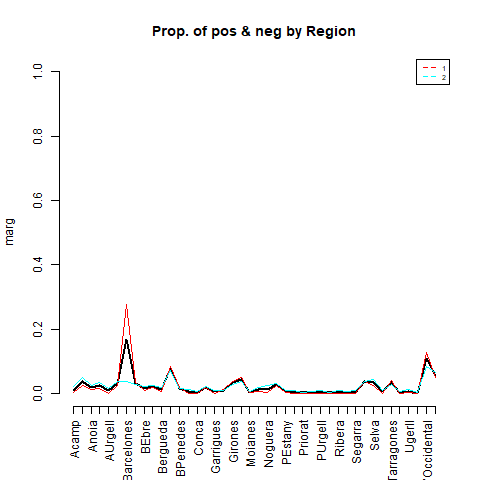 Prop. of pos & neg by Region
1
2
1.0
0.8
0.6
0.4
0.2
0.0
marg
Acamp
Anoia
AUrgell
Barcelones
BEbre
Bergueda
BPenedes
Conca
Garrigues
Girones
Moianes
Noguera
PEstany
Priorat
PUrgell
Ribera
Segarra
Selva
Tarragones
Ugerll
'Occidental